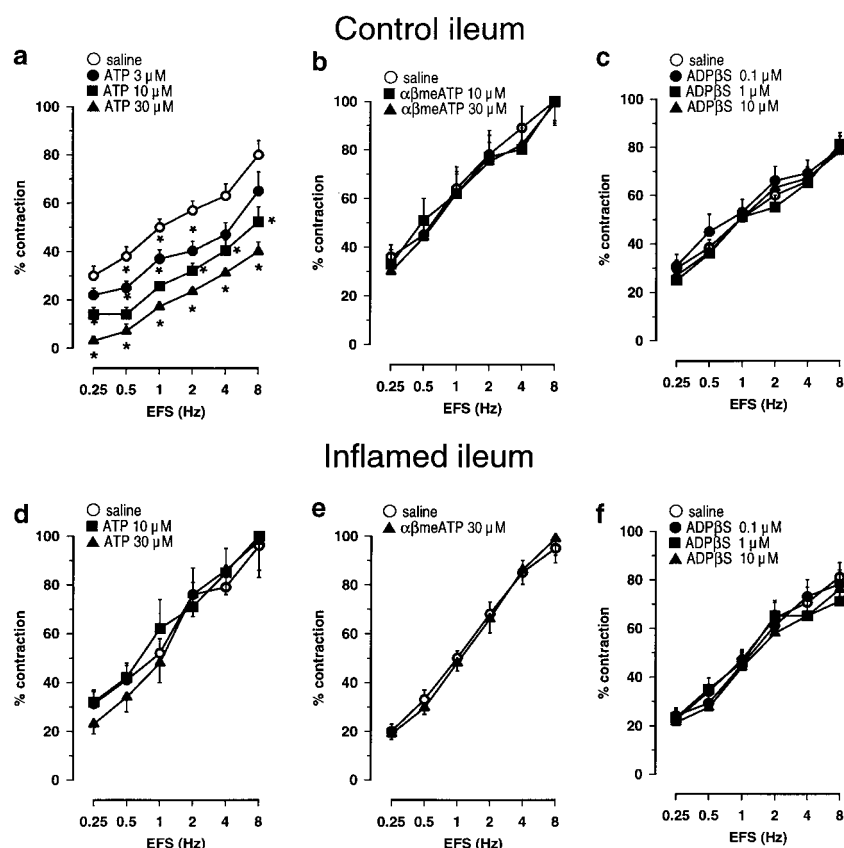 Control ileum
a
saline
ATP 3 µM
ATP 10 µM
ATP 30 µM
100
80
60
40
20
0
% contraction
* * *
* *
* * * * * *
* * * * * *
0.25 0.5 1 2 4 8
EFS (Hz)
b
saline
αβmeATP 10 µM
αβmeATP 30 µM
100
80
60
40
20
0
% contraction
0.25 0.5 1 2 4 8
EFS (Hz)
c
saline
ADPβS 0.1 µM
ADPβS 1 µM
ADPβS 10 µM
100
80
60
40
20
0
% contraction
0.25 0.5 1 2 4 8
EFS (Hz)
Inflamed ileum
d
saline
ATP 10 µM
ATP 30 µM
100
80
60
40
20
0
% contraction
0.25 0.5 1 2 4 8
EFS (Hz)
e
saline
αβmeATP 30 µM
100
80
60
40
20
0
% contraction
0.25 0.5 1 2 4 8
EFS (Hz)
f
saline
ADPβS 0.1 µM
ADPβS 1 µM
ADPβS 10 µM
100
80
60
40
20
0
% contraction
0.25 0.5 1 2 4 8
EFS (Hz)